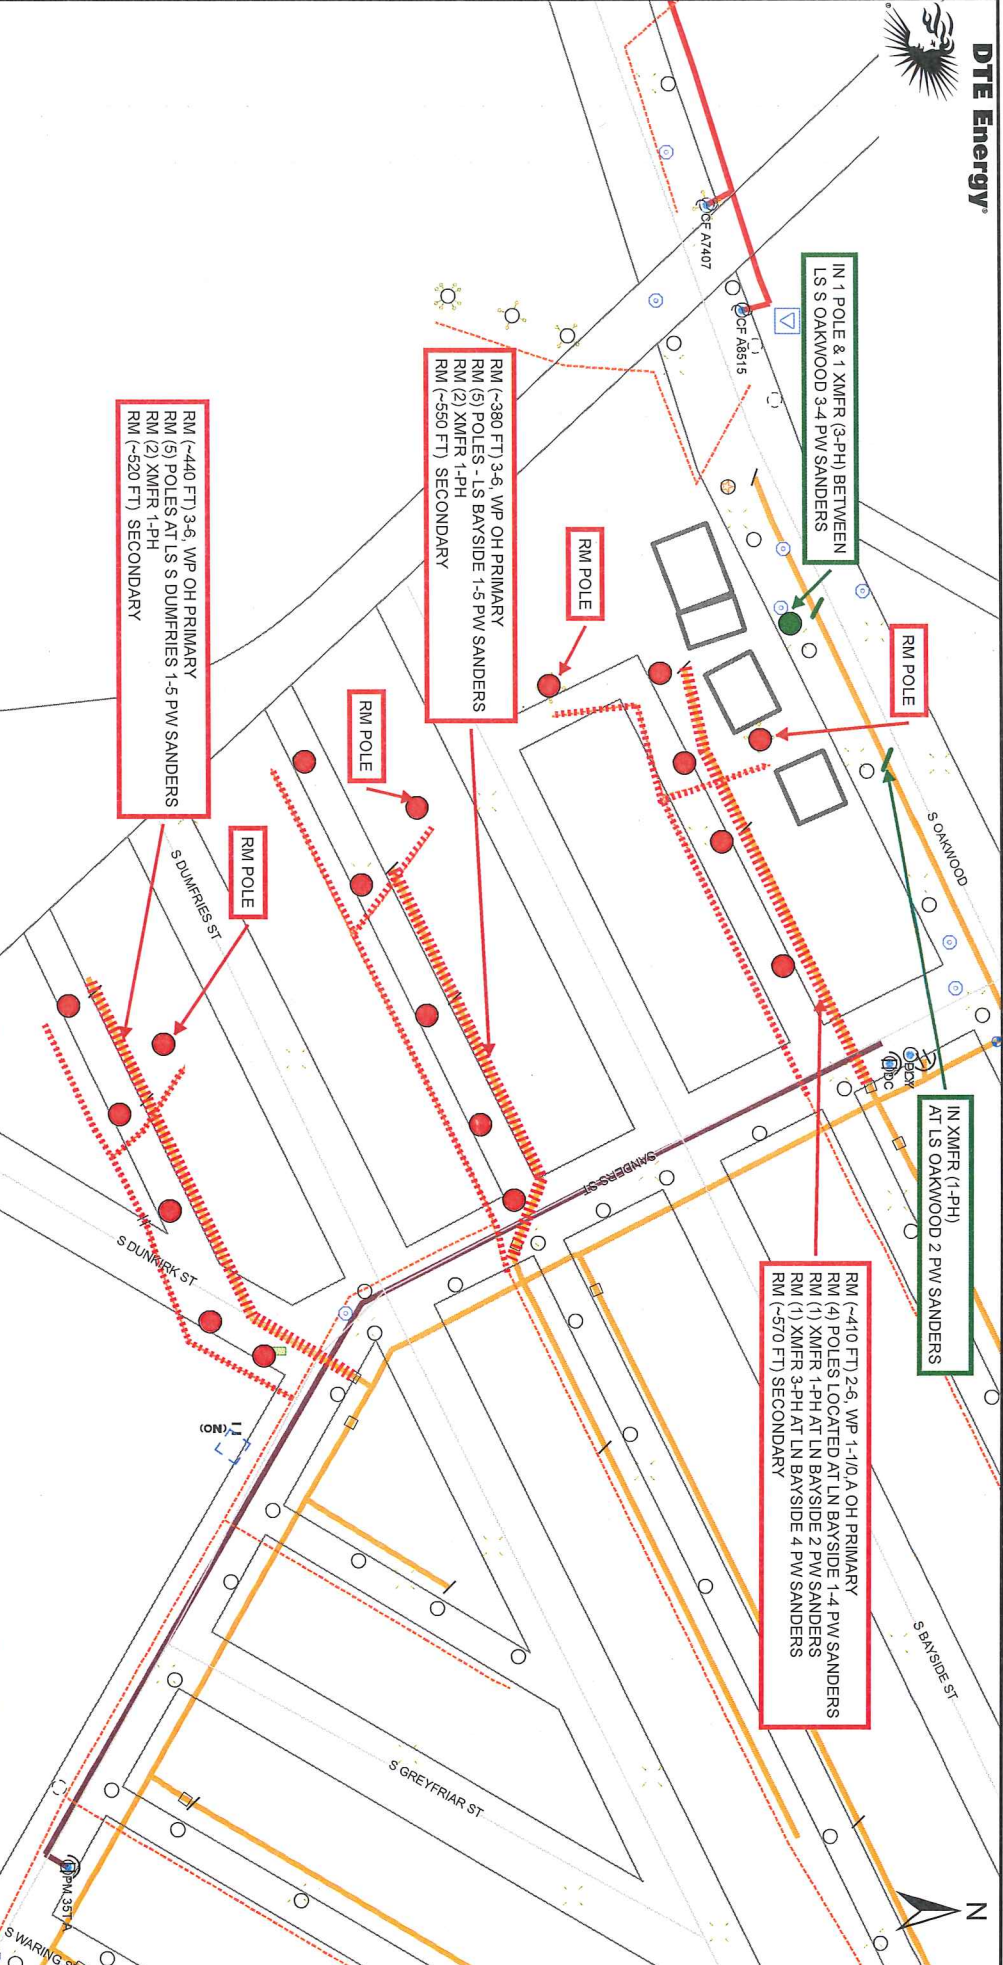 DTE Energy®
IN 1 POLE & 1 XMFR (3-PH) BETWEEN
LS S OAKWOOD 3-4 PW SANDERS
CF A7407
CF A8515
RM POLE
RM POLE
S OAKWOOD
IN XMFR (1-PH)
AT LS OAKWOOD 2 PW SANDERS
DC
RM (~380 FT) 3-6, WP OH PRIMARY
RM (5) POLES - LS BAYSIDE 1-5 PW SANDERS
RM (2) XMFR 1-PH
RM (~550 FT) SECONDARY
RM POLE
SANDERS ST
RM (~410 FT) 2-6, WP 1-1/0,A OH PRIMARY
RM (4) POLES LOCATED AT LN BAYSIDE 1-4 PW SANDERS
RM (1) XMFR 1-PH AT LN BAYSIDE 2 PW SANDERS
RM (1) XMFR 3-PH AT LN BAYSIDE 4 PW SANDERS
RM (~570 FT) SECONDARY
S BAYSIDE ST
RM (~440 FT) 3-6, WP OH PRIMARY
RM (5) POLES AT LS S DUMFRIES 1-5 PW SANDERS
RM (2) XMFR 1-PH
RM (~520 FT) SECONDARY
RM POLE
S DUMFRIES ST
S DUNKIRK ST
(NO)
S GREYFRIAR ST
PM 35T A
S WARING
N